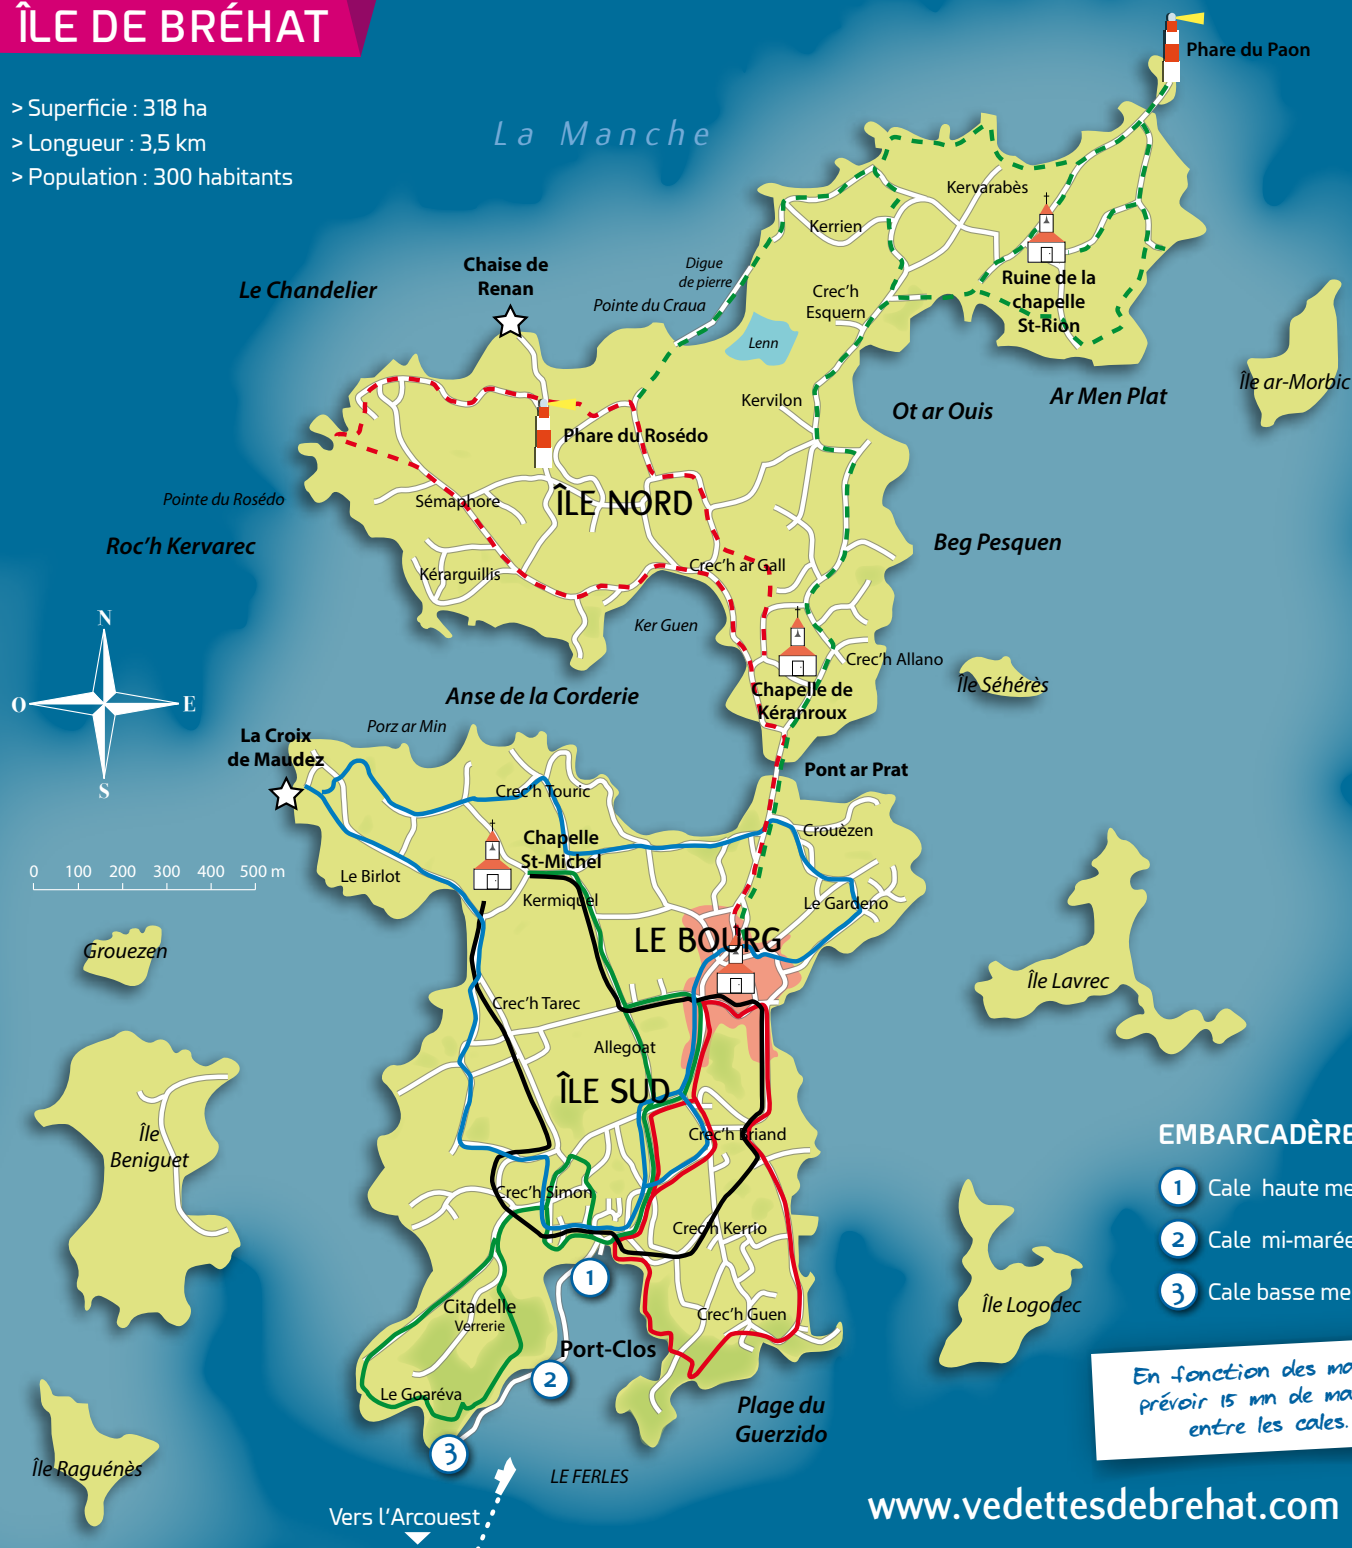 ÎLE DE BRÉHAT
> Superficie : 318 ha
> Longueur : 3,5 km
> Population : 300 habitants
La Manche
Phare du Paon
Kervarabès
Kerrien
Ruine de la
chapelle
St-Rion
Digue
de pierre
Pointe du Craua
Crec'h
Esquern
Chaise de
Renan
Le Chandelier
Lenn
Île ar-Morbic
Ar Men Plat
Ot ar Ouis
Kervilon
Phare du Rosédo
Pointe du Rosédo
Sémaphore
ÎLE NORD
Roc'h Kervarec
Beg Pesquen
Kérarguillis
Crec'h ar Gall
Ker Guen
Crec'h Allano
Île Séhérès
Chapelle de
Kéranroux
Anse de la Corderie
N
O
E
S
Porz ar Min
La Croix
de Maudez
Pont ar Prat
Crec'h Touric
Crouèzen
Chapelle
St-Michel
0 100 200 300 400 500 m
Le Birlot
Kermiquel
Le Gardeno
LE BOURG
Grouezen
Île Lavrec
Crec'h Tarec
Allegoat
ÎLE SUD
Île
Beniguet
Crec'h Briand
EMBARCADÈRE
1 Cale haute me
2 Cale mi-marée
3 Cale basse me
Crec'h Simon
Crec'h Kerrio
1
Citadelle
Verrerie
Crec'h Guen
Île Logodec
Port-Clos
2
Le Goaréva
Plage du
Guerzido
En fonction des ma
prévoir 15 mn de ma
entre les cales.
3
Île Raguénès
LE FERLES
Vers l'Arcouest
www.vedettesdebrehat.com